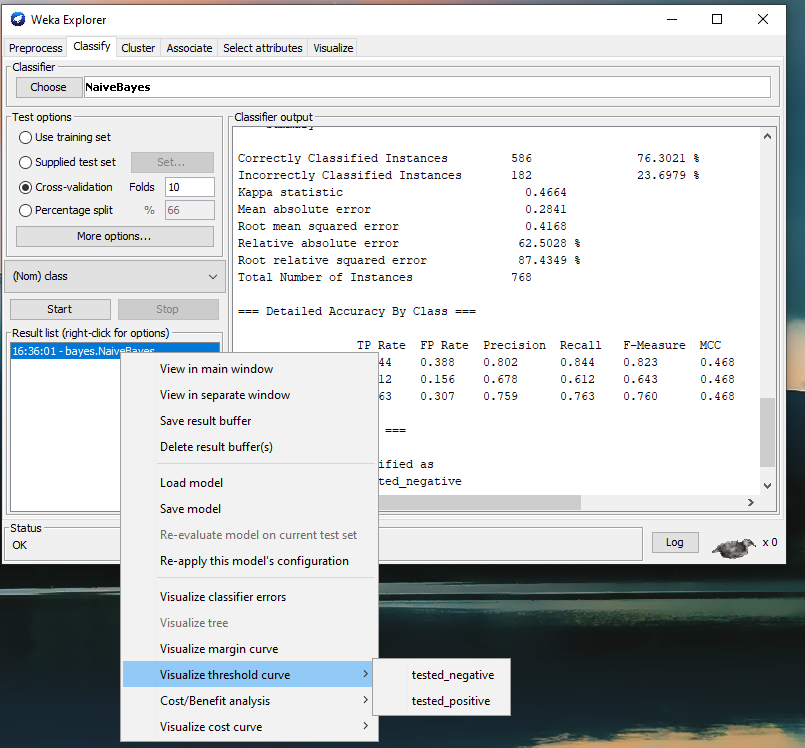 Weka Explorer
Preprocess Classify Cluster Associate Select attributes Visualize
Classifier
Choose NaiveBayes
Test options
Use training set
Supplied test set Set...
Cross-validation Folds 10
Percentage split % 66
More options...
(Nom) class
Start Stop
Result list (right-click for options)
16:36:01 - bayes.NaiveBayes
Classifier output
Correctly Classified Instances 586 76.3021 %
Incorrectly Classified Instances 182 23.6979 %
Kappa statistic 0.4664
Mean absolute error 0.2841
Root mean squared error 0.4168
Relative absolute error 62.5028 %
Root relative squared error 87.4349 %
Total Number of Instances 768
=== Detailed Accuracy By Class ===
TP Rate FP Rate Precision Recall F-Measure MCC
44 0.388 0.802 0.844 0.823 0.468
12 0.156 0.678 0.612 0.643 0.468
63 0.307 0.759 0.763 0.760 0.468
===
ified as
ted_negative
View in main window
View in separate window
Save result buffer
Delete result buffer(s)
Load model
Save model
Re-evaluate model on current test set
Re-apply this model's configuration
Visualize classifier errors
Visualize tree
Visualize margin curve
Visualize threshold curve
Cost/Benefit analysis
Visualize cost curve
tested_negative
tested_positive
Status
OK
Log x 0